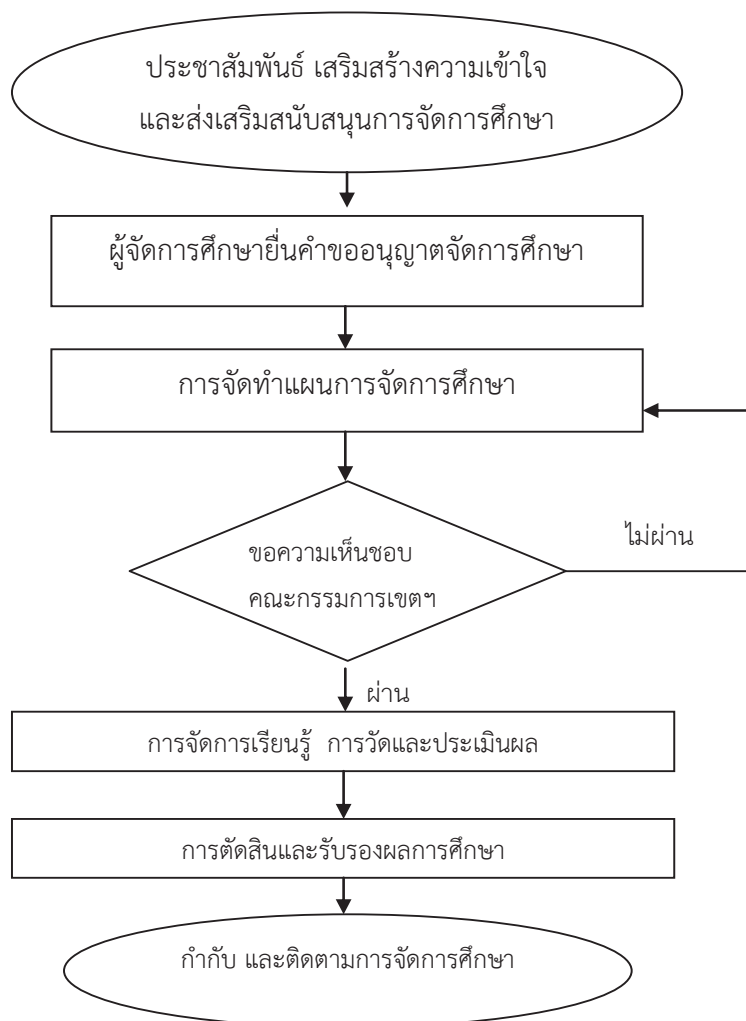 ประชาสัมพันธ์ เสริมสร้างความเข้าใจ
และส่งเสริมสนับสนุนการจัดการศึกษา
ผู้จัดการศึกษายื่นคำขออนุญาตจัดการศึกษา
การจัดทำแผนการจัดการศึกษา
ไม่ผ่าน
ขอความเห็นชอบ
คณะกรรมการเขตฯ
ผ่าน
การจัดการเรียนรู้ การวัดและประเมินผล
การตัดสินและรับรองผลการศึกษา
กำกับ และติดตามการจัดการศึกษา